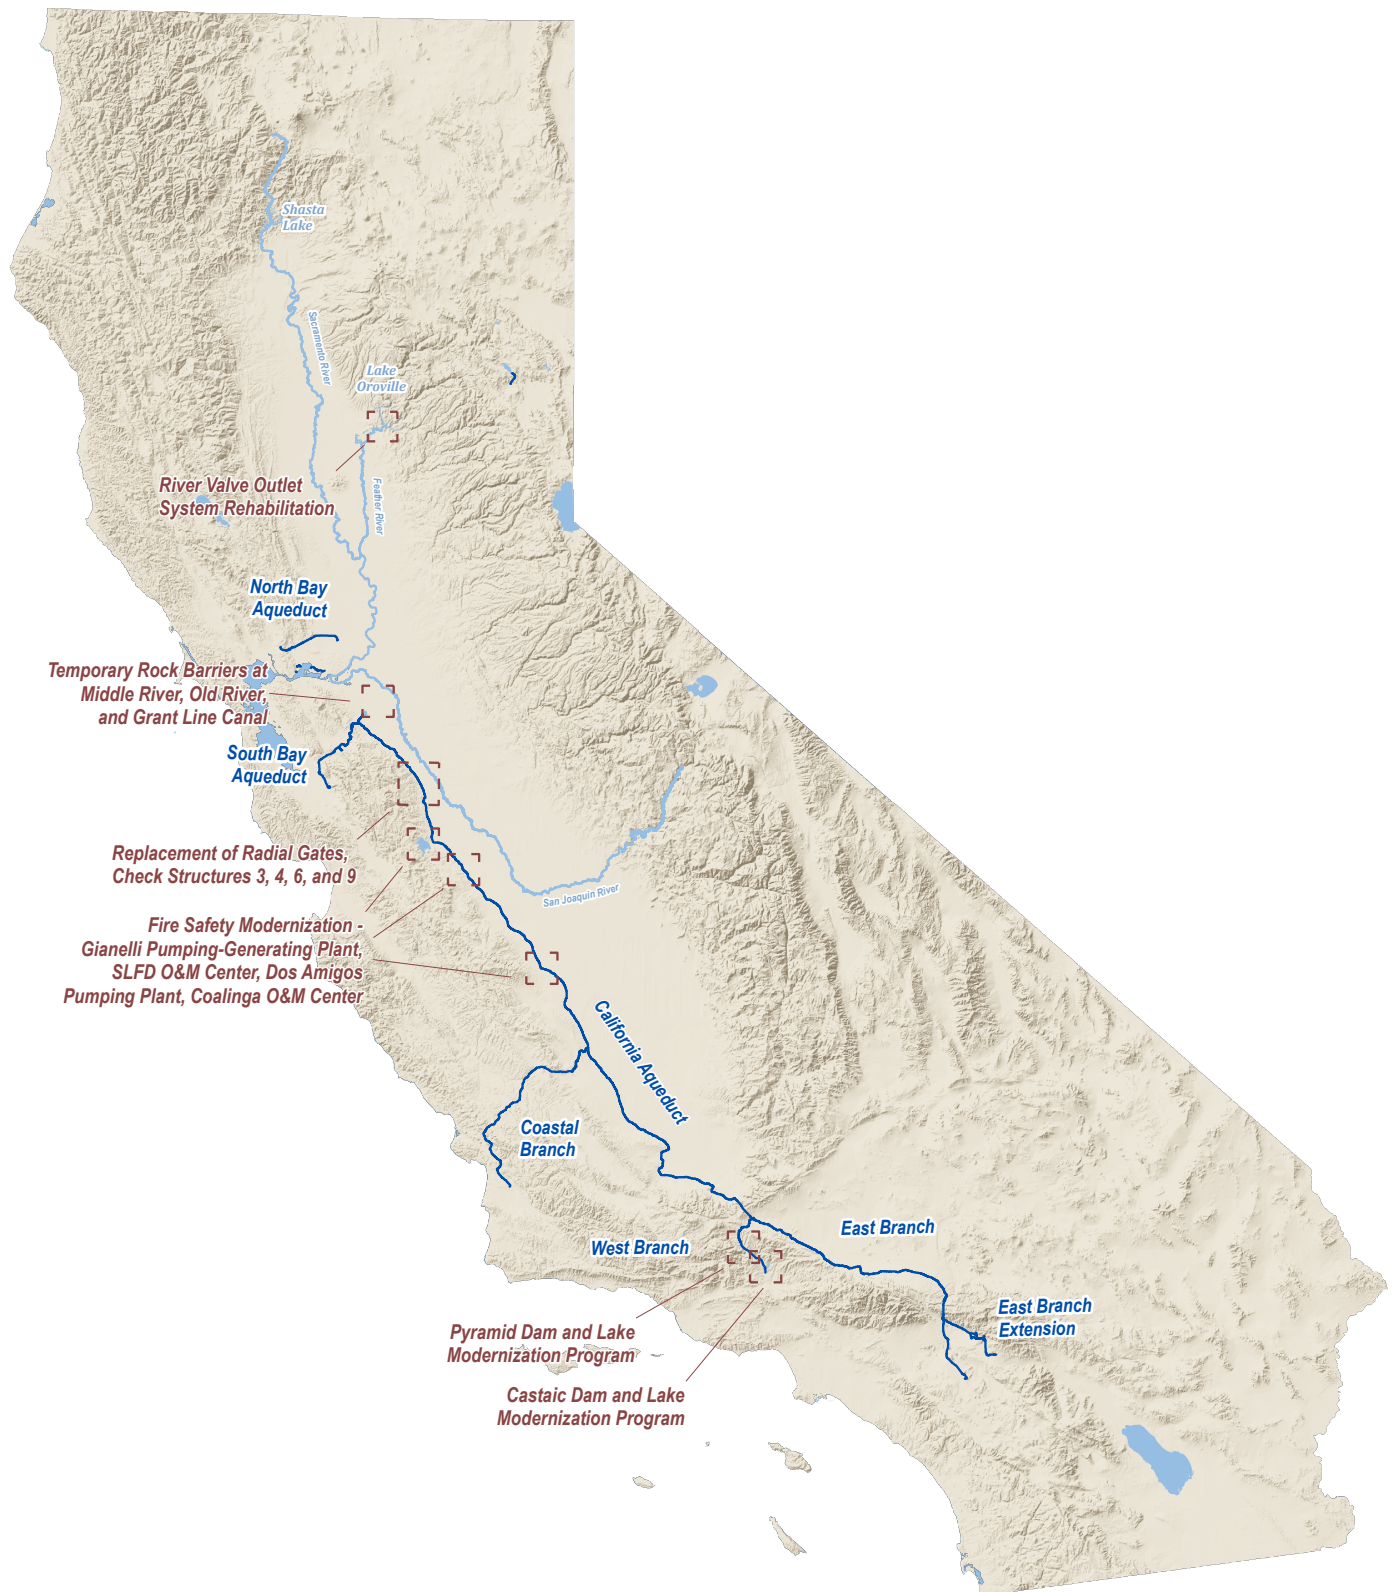 Shasta
Lake
Sacramento River
Lake
Oroville
River Valve Outlet
System Rehabilitation
Feather River
North Bay
Aqueduct
Temporary Rock Barriers at
Middle River, Old River,
and Grant Line Canal
South Bay
Aqueduct
Replacement of Radial Gates,
Check Structures 3, 4, 6, and 9
San Joaquin River
Fire Safety Modernization -
Gianelli Pumping-Generating Plant,
SLFD O&M Center, Dos Amigos
Pumping Plant, Coalinga O&M Center
California Aqueduct
Coastal
Branch
East Branch
West Branch
East Branch
Extension
Pyramid Dam and Lake
Modernization Program
Castaic Dam and Lake
Modernization Program